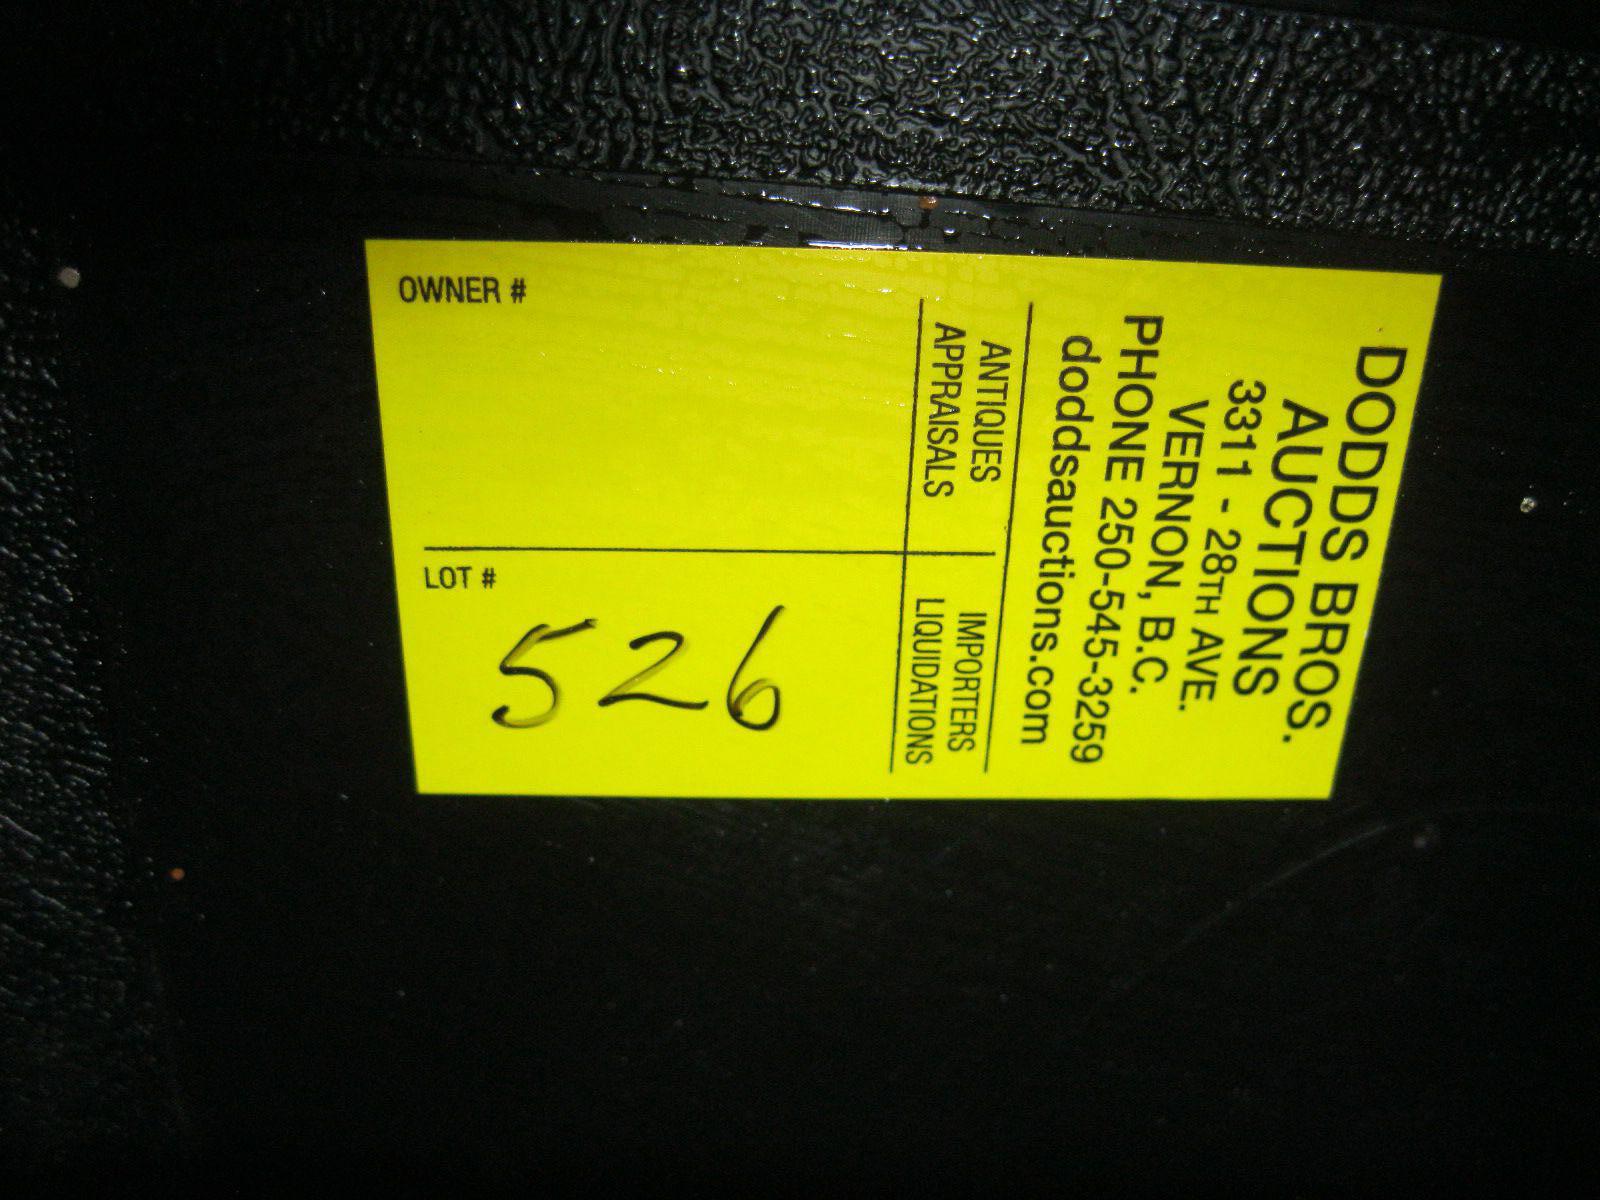 DODDS BROS.
AUCTIONS
3311 - 28TH AVE.
VERNON, B.C.
PHONE 250-545-3259
doddsauctions.com
ANTIQUES
APPRAISALS
IMPORTERS
LIQUIDATIONS
OWNER #
LOT #
526